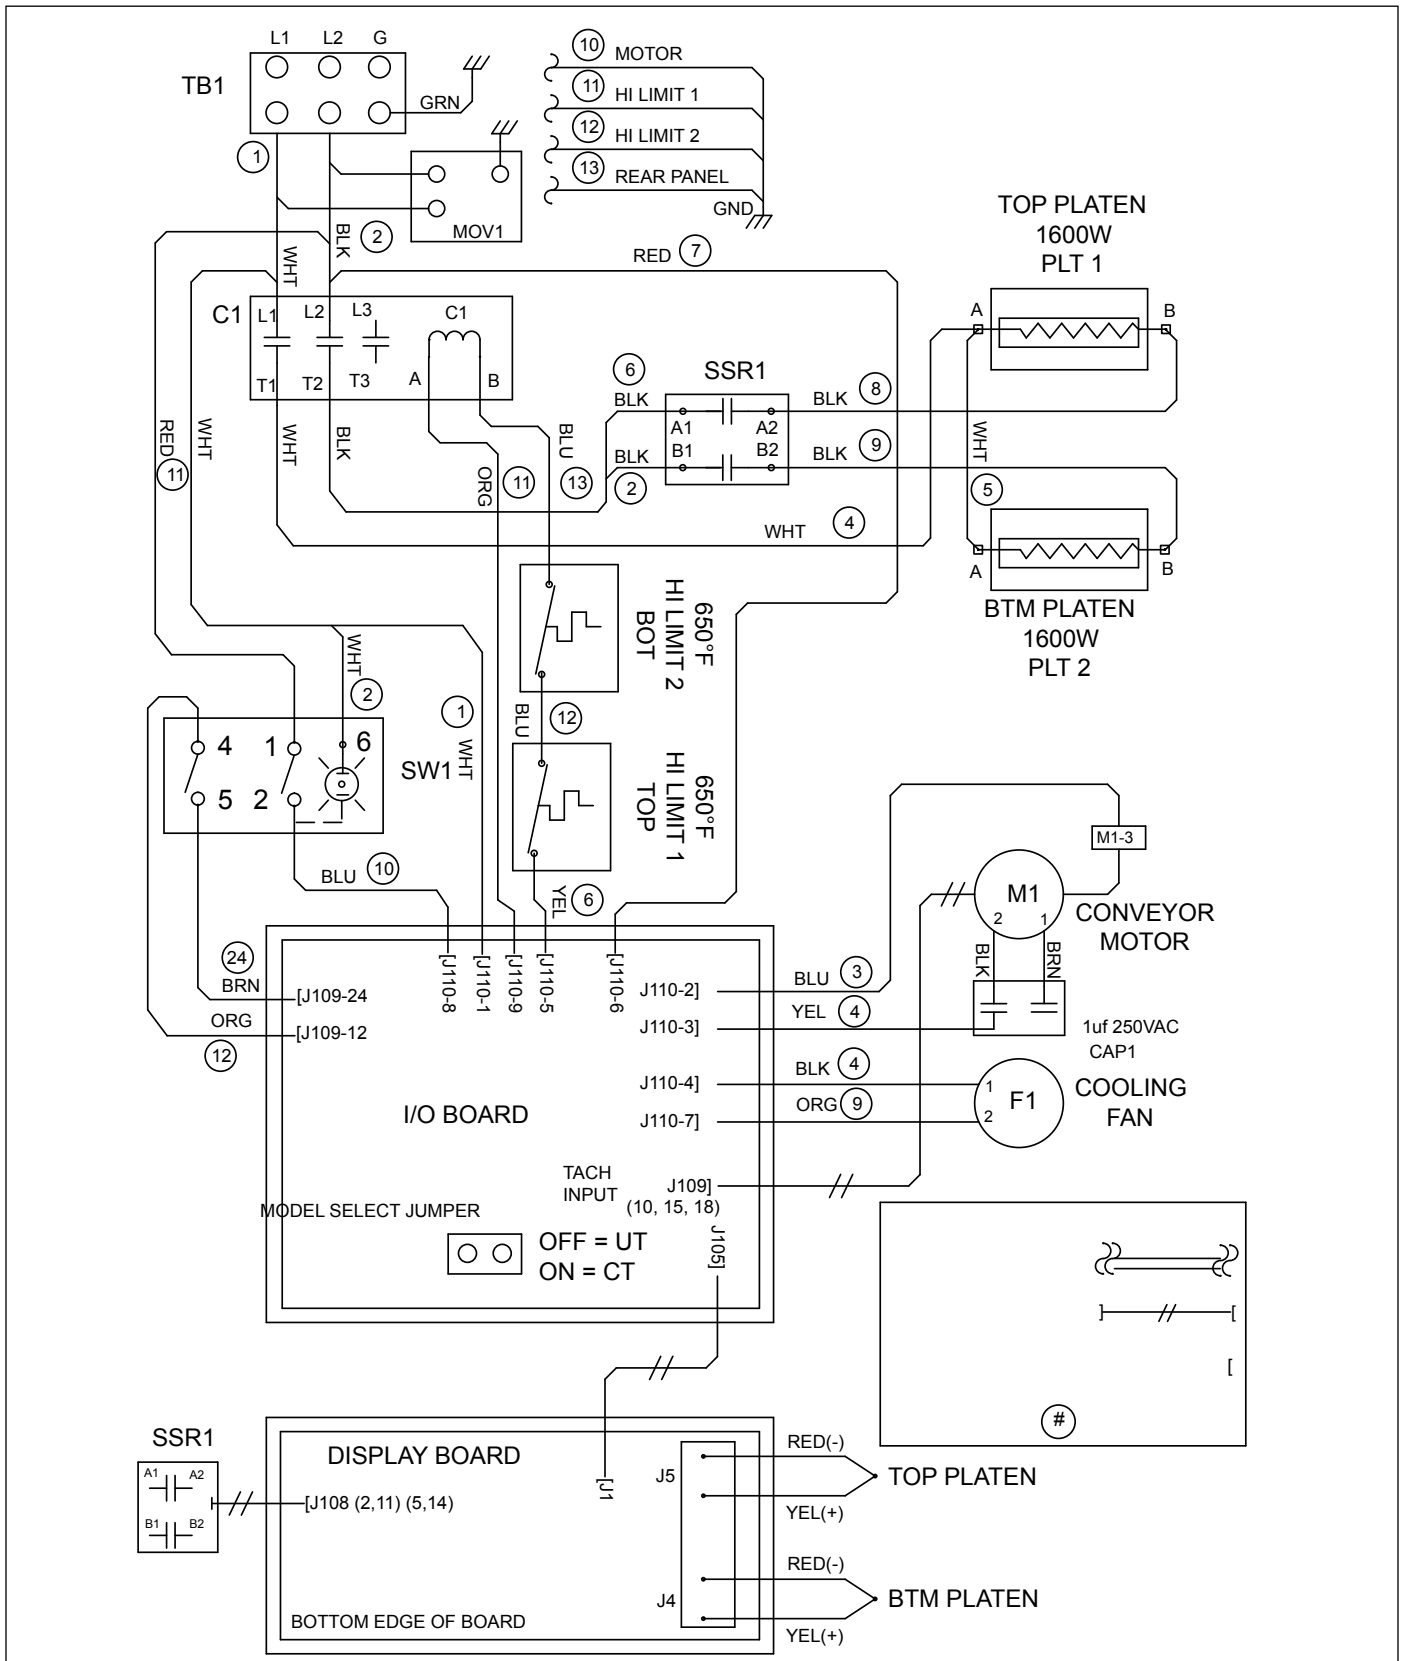 L1 L2 G
TB1
GRN
1
MOV1
10 MOTOR
11 HI LIMIT 1
12 HI LIMIT 2
13 REAR PANEL
GND
WHT
BLK
2
RED 7
TOP PLATEN
1600W
PLT 1
A
B
C1
L1 L2 L3
C1
T1 T2 T3
A B
RED
11
WHT
WHT
BLK
ORG
11
BLU
13
6
BLK
SSR1
A1 A2
B1 B2
BLK
2
BLK 8
BLK 9
WHT
5
WHT 4
A
B
BTM PLATEN
1600W
PLT 2
650°F
HI LIMIT 2
BOT
BLU
12
650°F
HI LIMIT 1
TOP
YEL
6
WHT
2
1
WHT
SW1
4 1 6
5 2
BLU 10
24
BRN
ORG
12
[J109-24
[J109-12
[J110-8
[J110-1
[J110-9
[J110-5
[J110-6
J110-2]
J110-3]
J110-4]
J110-7]
BLU 3
YEL 4
BLK 4
ORG 9
M1-3
M1
2 1
CONVEYOR
MOTOR
BLK
BRN
1uf 250VAC
CAP1
F1
1
2
COOLING
FAN
I/O BOARD
TACH
INPUT
J109]
(10, 15, 18)
J105]
MODEL SELECT JUMPER
OFF = UT
ON = CT
]
[
[
#
SSR1
A1 A2
B1 B2
DISPLAY BOARD
[J108 (2,11) (5,14)
[J1
J5
J4
BOTTOM EDGE OF BOARD
RED(-)
TOP PLATEN
YEL(+)
RED(-)
BTM PLATEN
YEL(+)